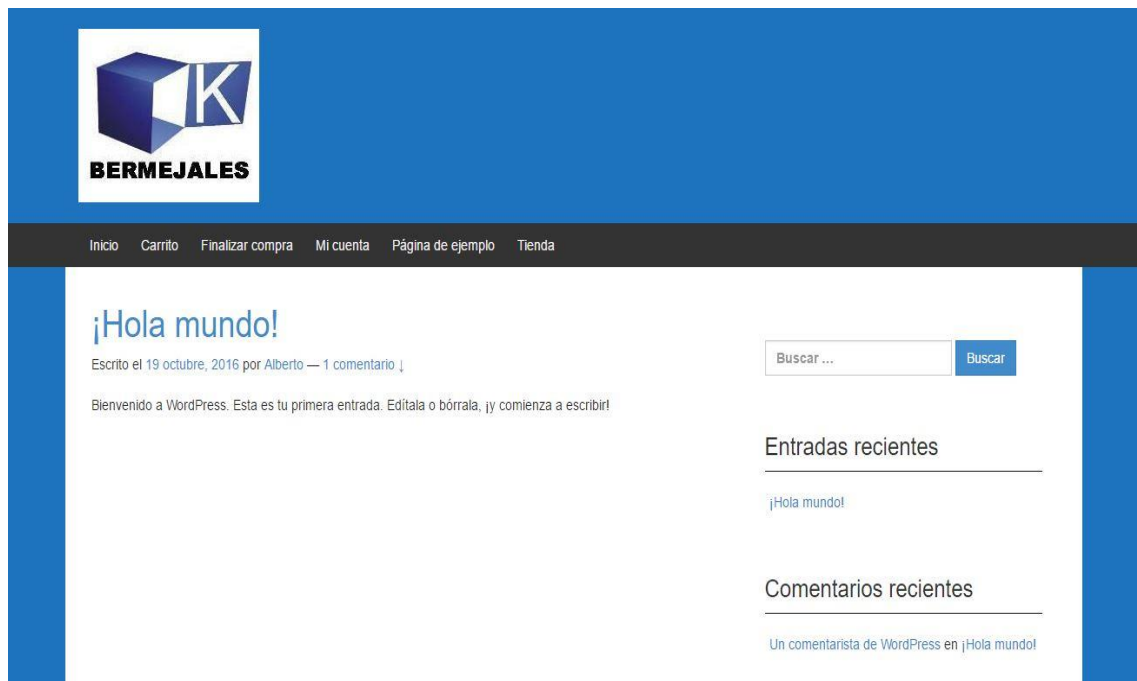 K
BERMEJALES
Inicio Carrito Finalizar compra Mi cuenta Página de ejemplo Tienda
¡Hola mundo!
Escrito el 19 octubre, 2016 por Alberto — 1 comentario ↓
Bienvenido a WordPress. Esta es tu primera entrada. Edítala o bórrala, ¡y comienza a escribir!
Buscar ... Buscar
Entradas recientes
¡Hola mundo!
Comentarios recientes
Un comentarista de WordPress en ¡Hola mundo!